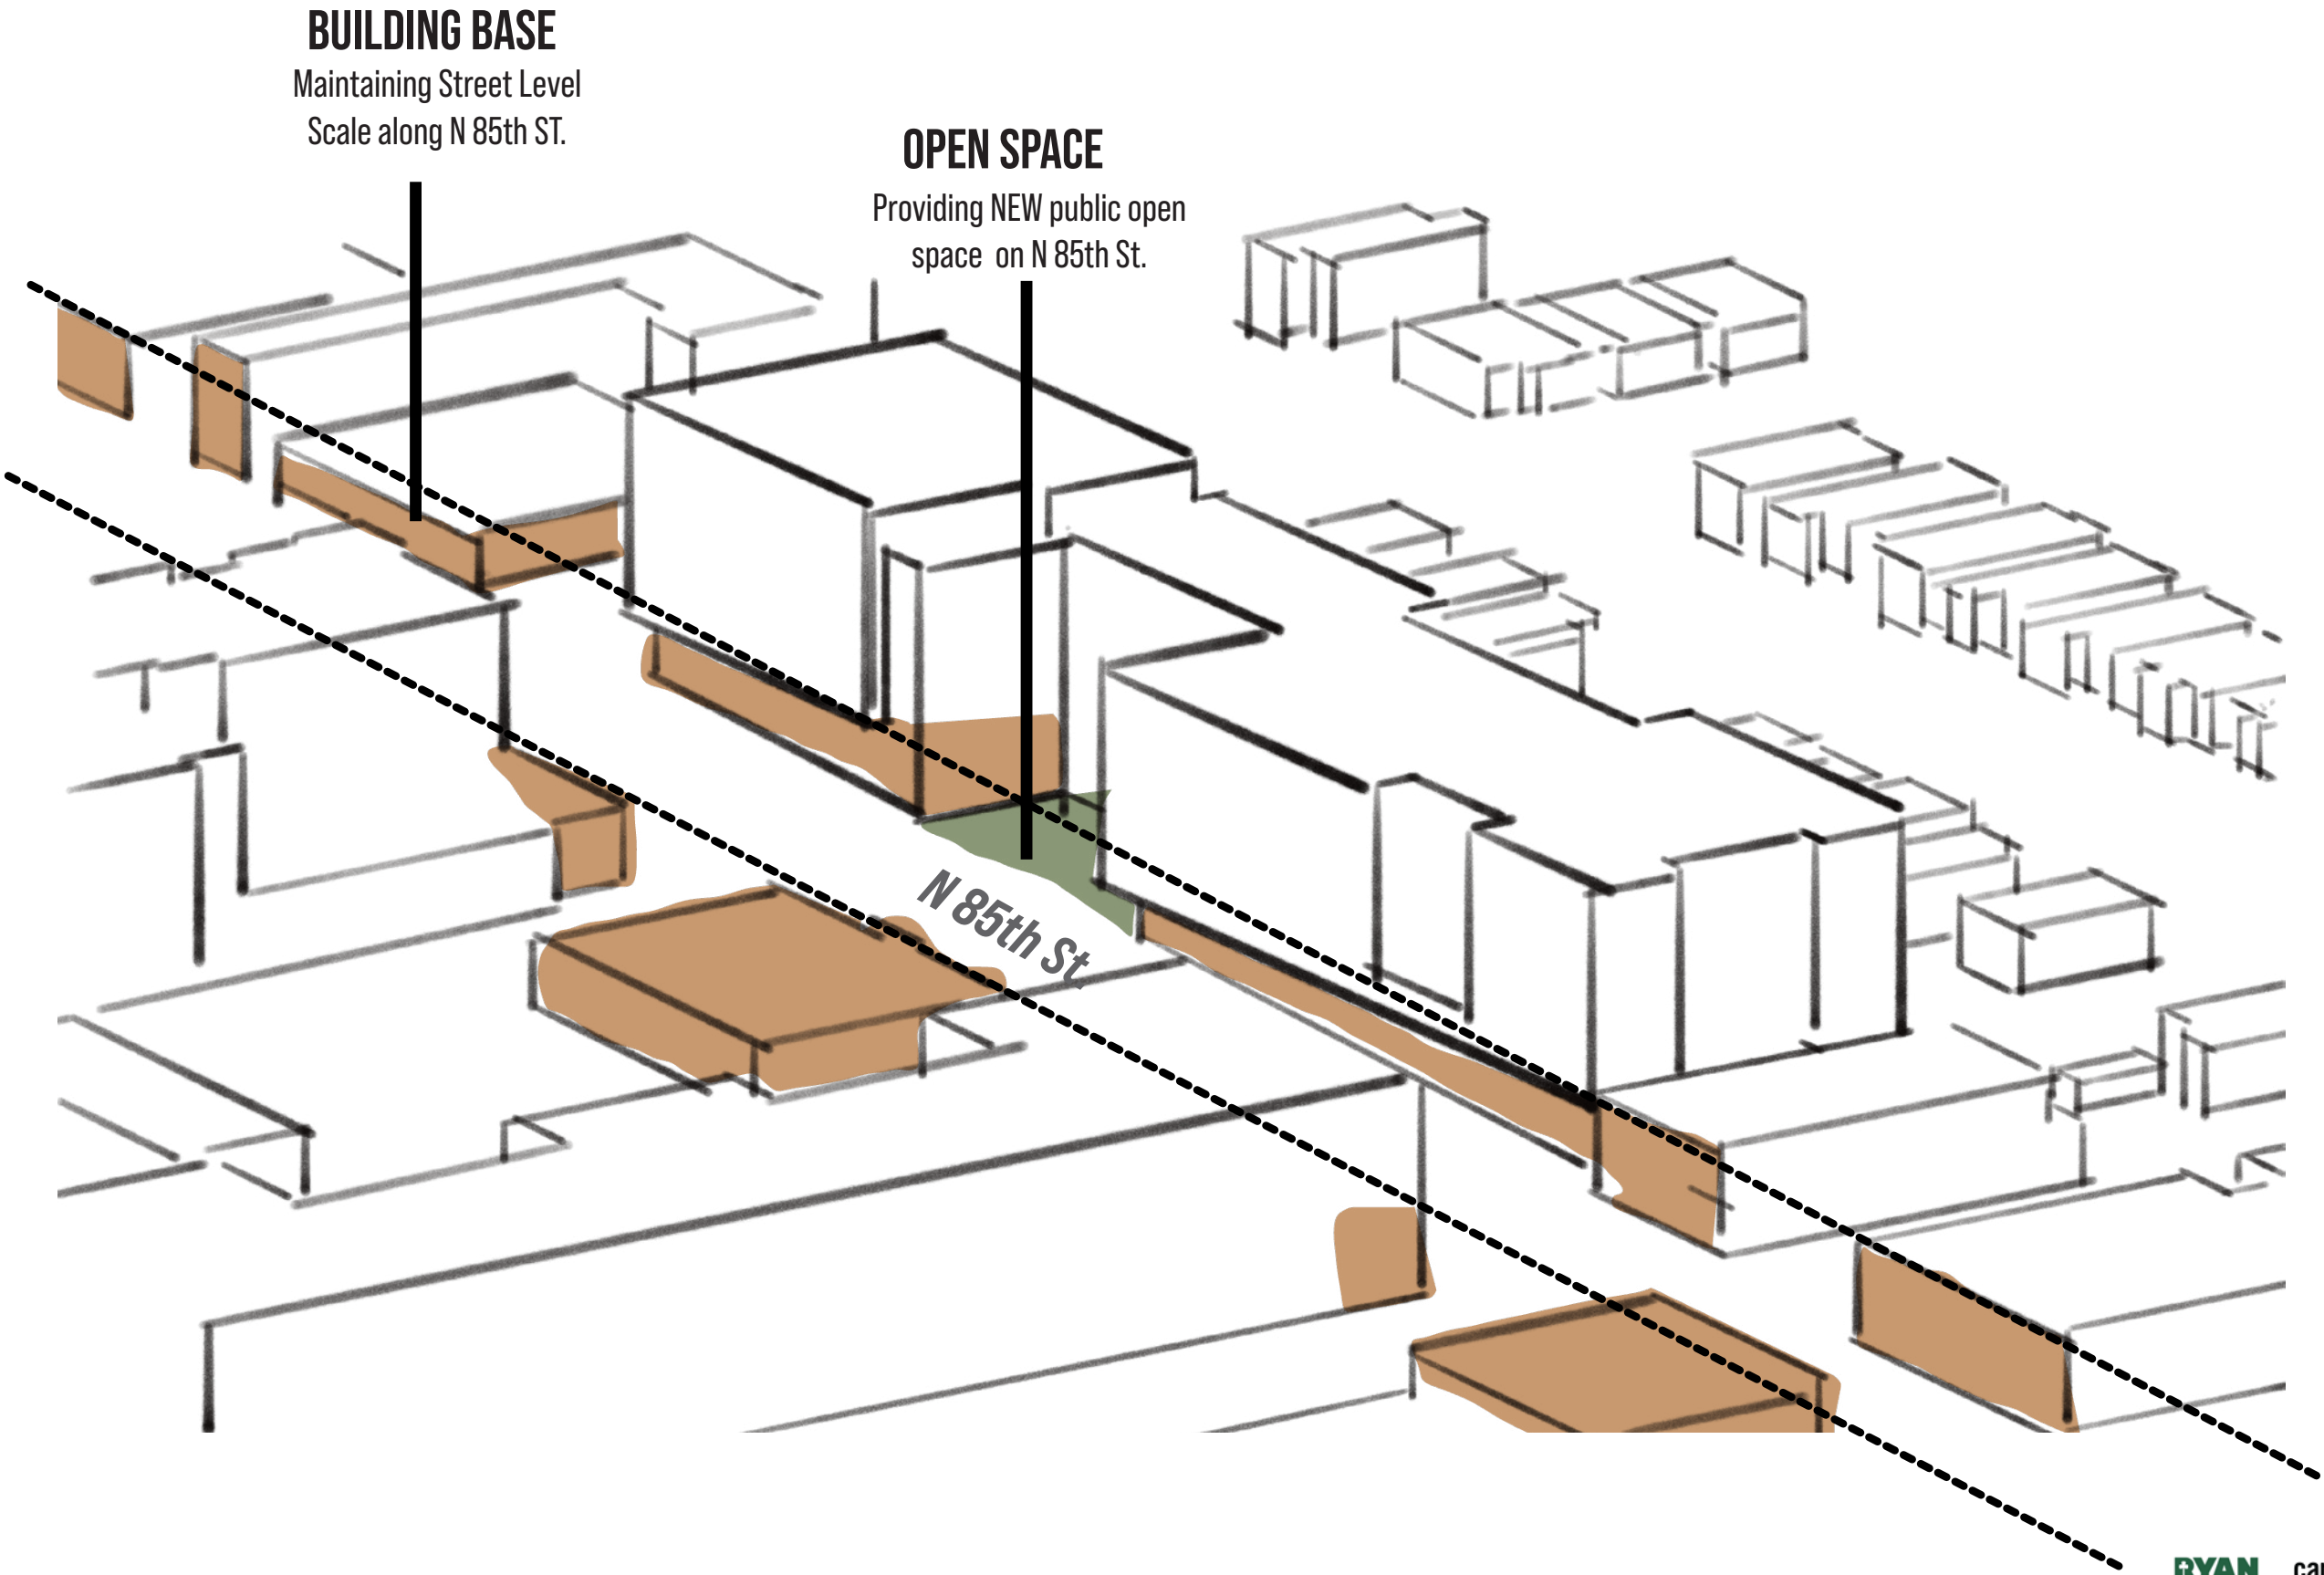 BUILDING BASE
Maintaining Street Level
Scale along N 85th ST.
OPEN SPACE
Providing NEW public open
space on N 85th St.
N 85th St
RYAN